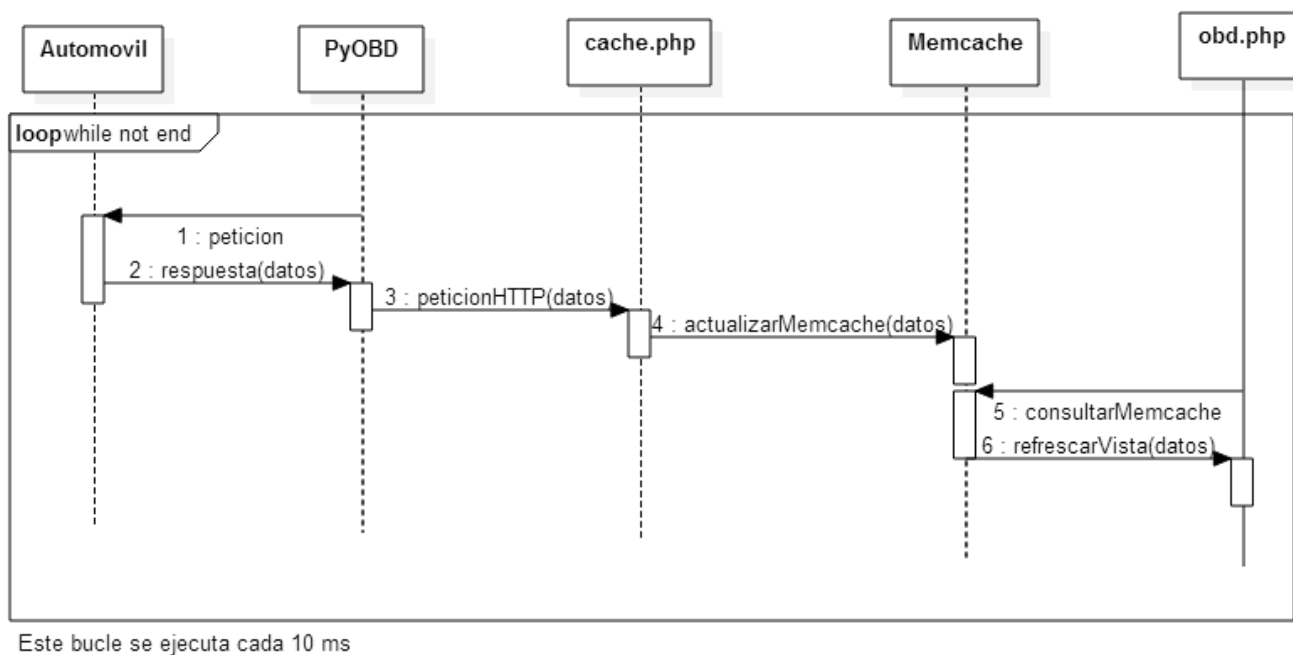 Automovil
PyOBD
cache.php
Memcache
obd.php
loop while not end
1 : peticion
2 : respuesta(datos)
3 : peticionHTTP(datos)
4 : actualizarMemcache(datos)
5 : consultarMemcache
6 : refrescarVista(datos)
Este bucle se ejecuta cada 10 ms